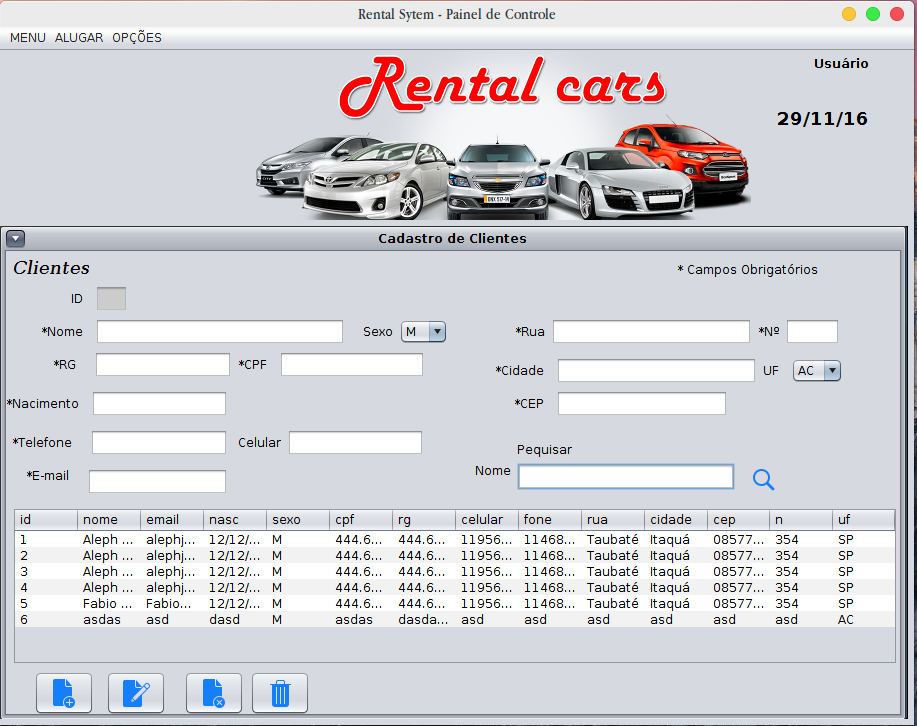 Rental Sytem - Painel de Controle
MENU ALUGAR OPÇÕES
Usuário
Rental cars
29/11/16
Cadastro de Clientes
Clientes
* Campos Obrigatórios
ID
*Nome Sexo M *Rua *Nº
*RG *CPF *Cidade UF AC
*Nacimento *CEP
*Telefone Celular
Pequisar
*E-mail Nome
id nome email nasc sexo cpf rg celular fone rua cidade cep n uf
1 Aleph ... alephj... 12/12/... M 444.6... 444.6... 11956... 11468... Taubaté Itaquá 08577... 354 SP
2 Aleph ... alephj... 12/12/... M 444.6... 444.6... 11956... 11468... Taubaté Itaquá 08577... 354 SP
3 Aleph ... alephj... 12/12/... M 444.6... 444.6... 11956... 11468... Taubaté Itaquá 08577... 354 SP
4 Aleph ... alephj... 12/12/... M 444.6... 444.6... 11956... 11468... Taubaté Itaquá 08577... 354 SP
5 Fabio ... Fabio... 12/12/... M 444.6... 444.6... 11956... 11468... Taubaté Itaquá 08577... 354 SP
6 asdas asd dasd M asdas dasda... asd asd asd asd asd asd AC